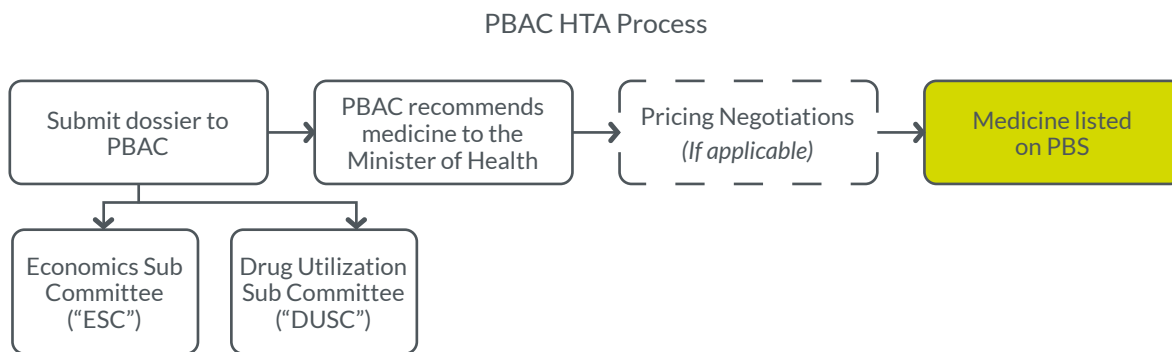 PBAC HTA Process
Submit dossier to
PBAC
PBAC recommends
medicine to the
Minister of Health
Pricing Negotiations
(If applicable)
Medicine listed
on PBS
Economics Sub
Committee
(“ESC”)
Drug Utilization
Sub Committee
(“DUSC”)